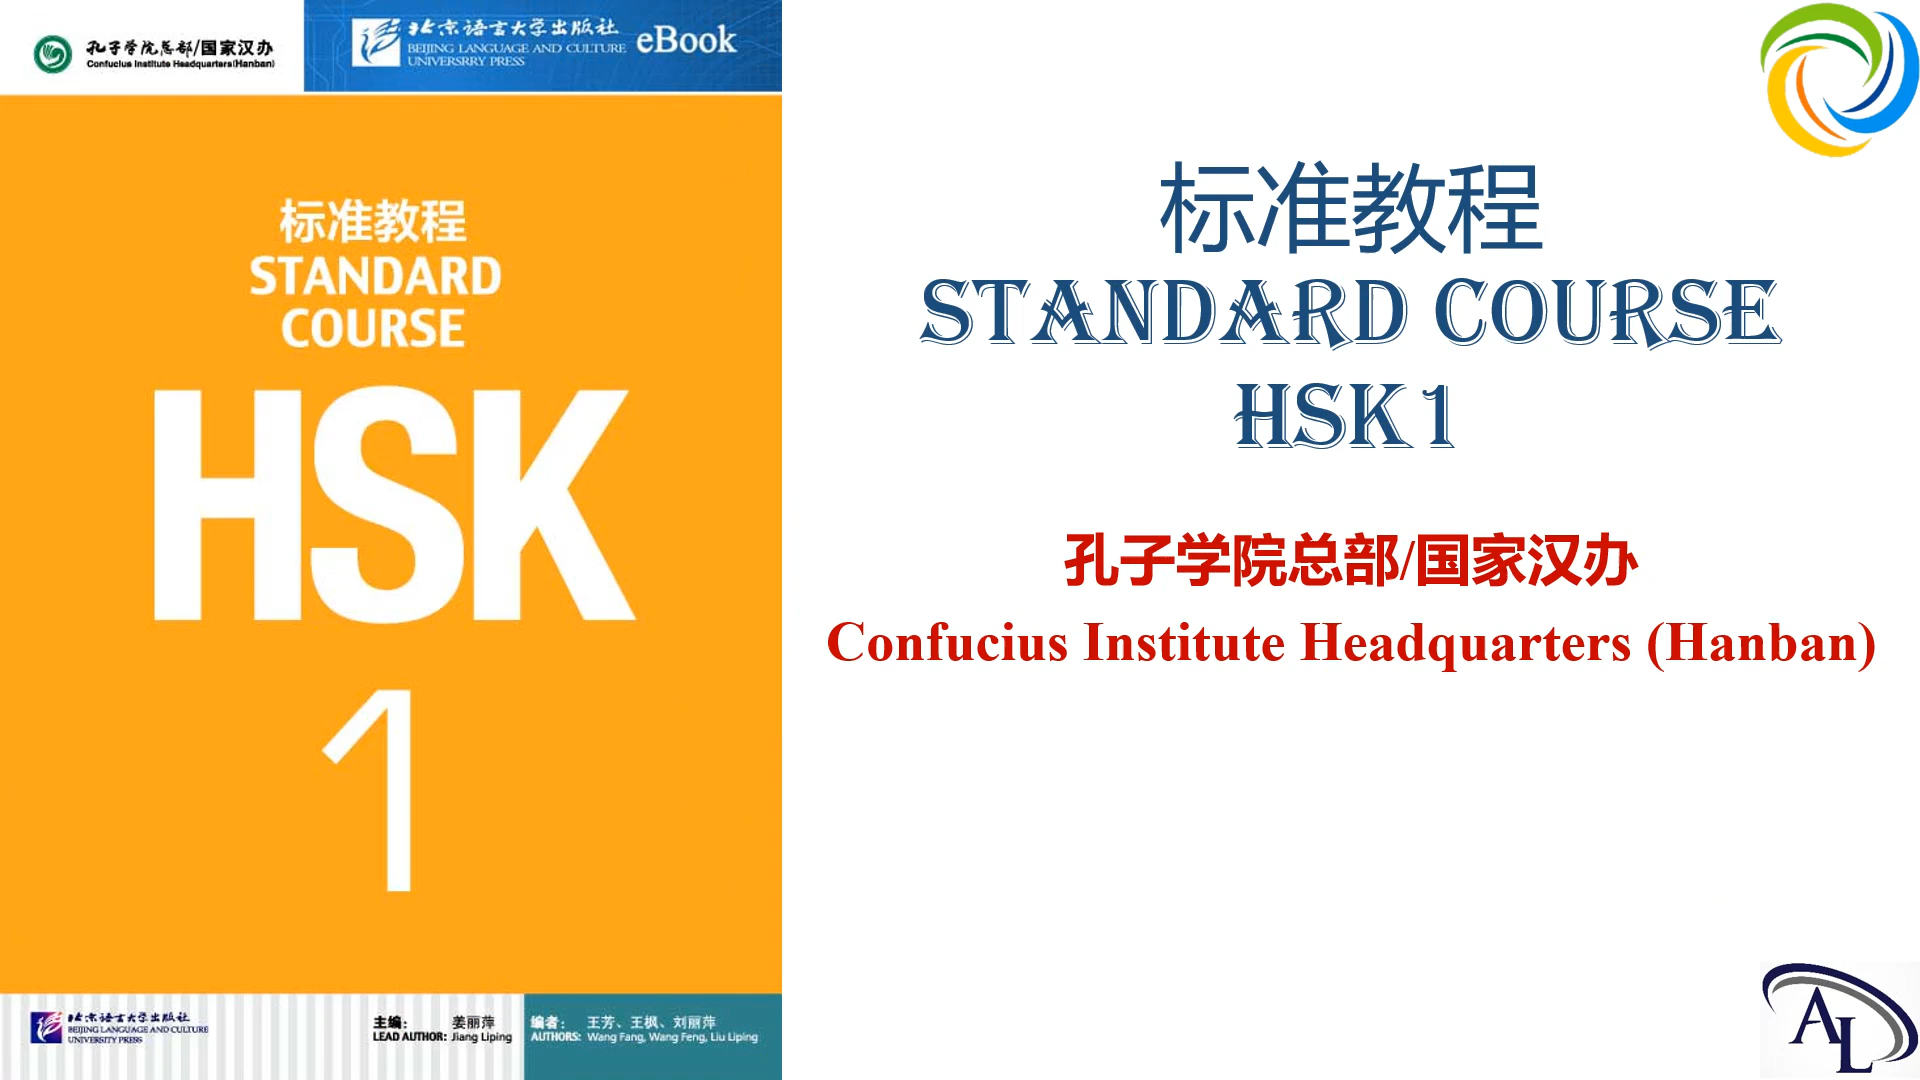 孔子学院总部/国家汉办
Confucius Institute Headquarters(Hanban)
北京语言大学出版社
BEIJING LANGUAGE AND CULTURE
UNIVERSRRY PRESS
eBook
标准教程
STANDARD
COURSE
HSK
1
北京语言大学出版社
BEIJING LANGUAGE AND CULTURE
UNIVERSITY PRESS
主编: 姜丽萍
LEAD AUTHOR: Jiang Liping
编者: 王芳、王枫、刘丽萍
AUTHORS: Wang Fang, Wang Feng, Liu Liping
标准教程
STANDARD COURSE
HSK 1
孔子学院总部/国家汉办
Confucius Institute Headquarters (Hanban)
AL